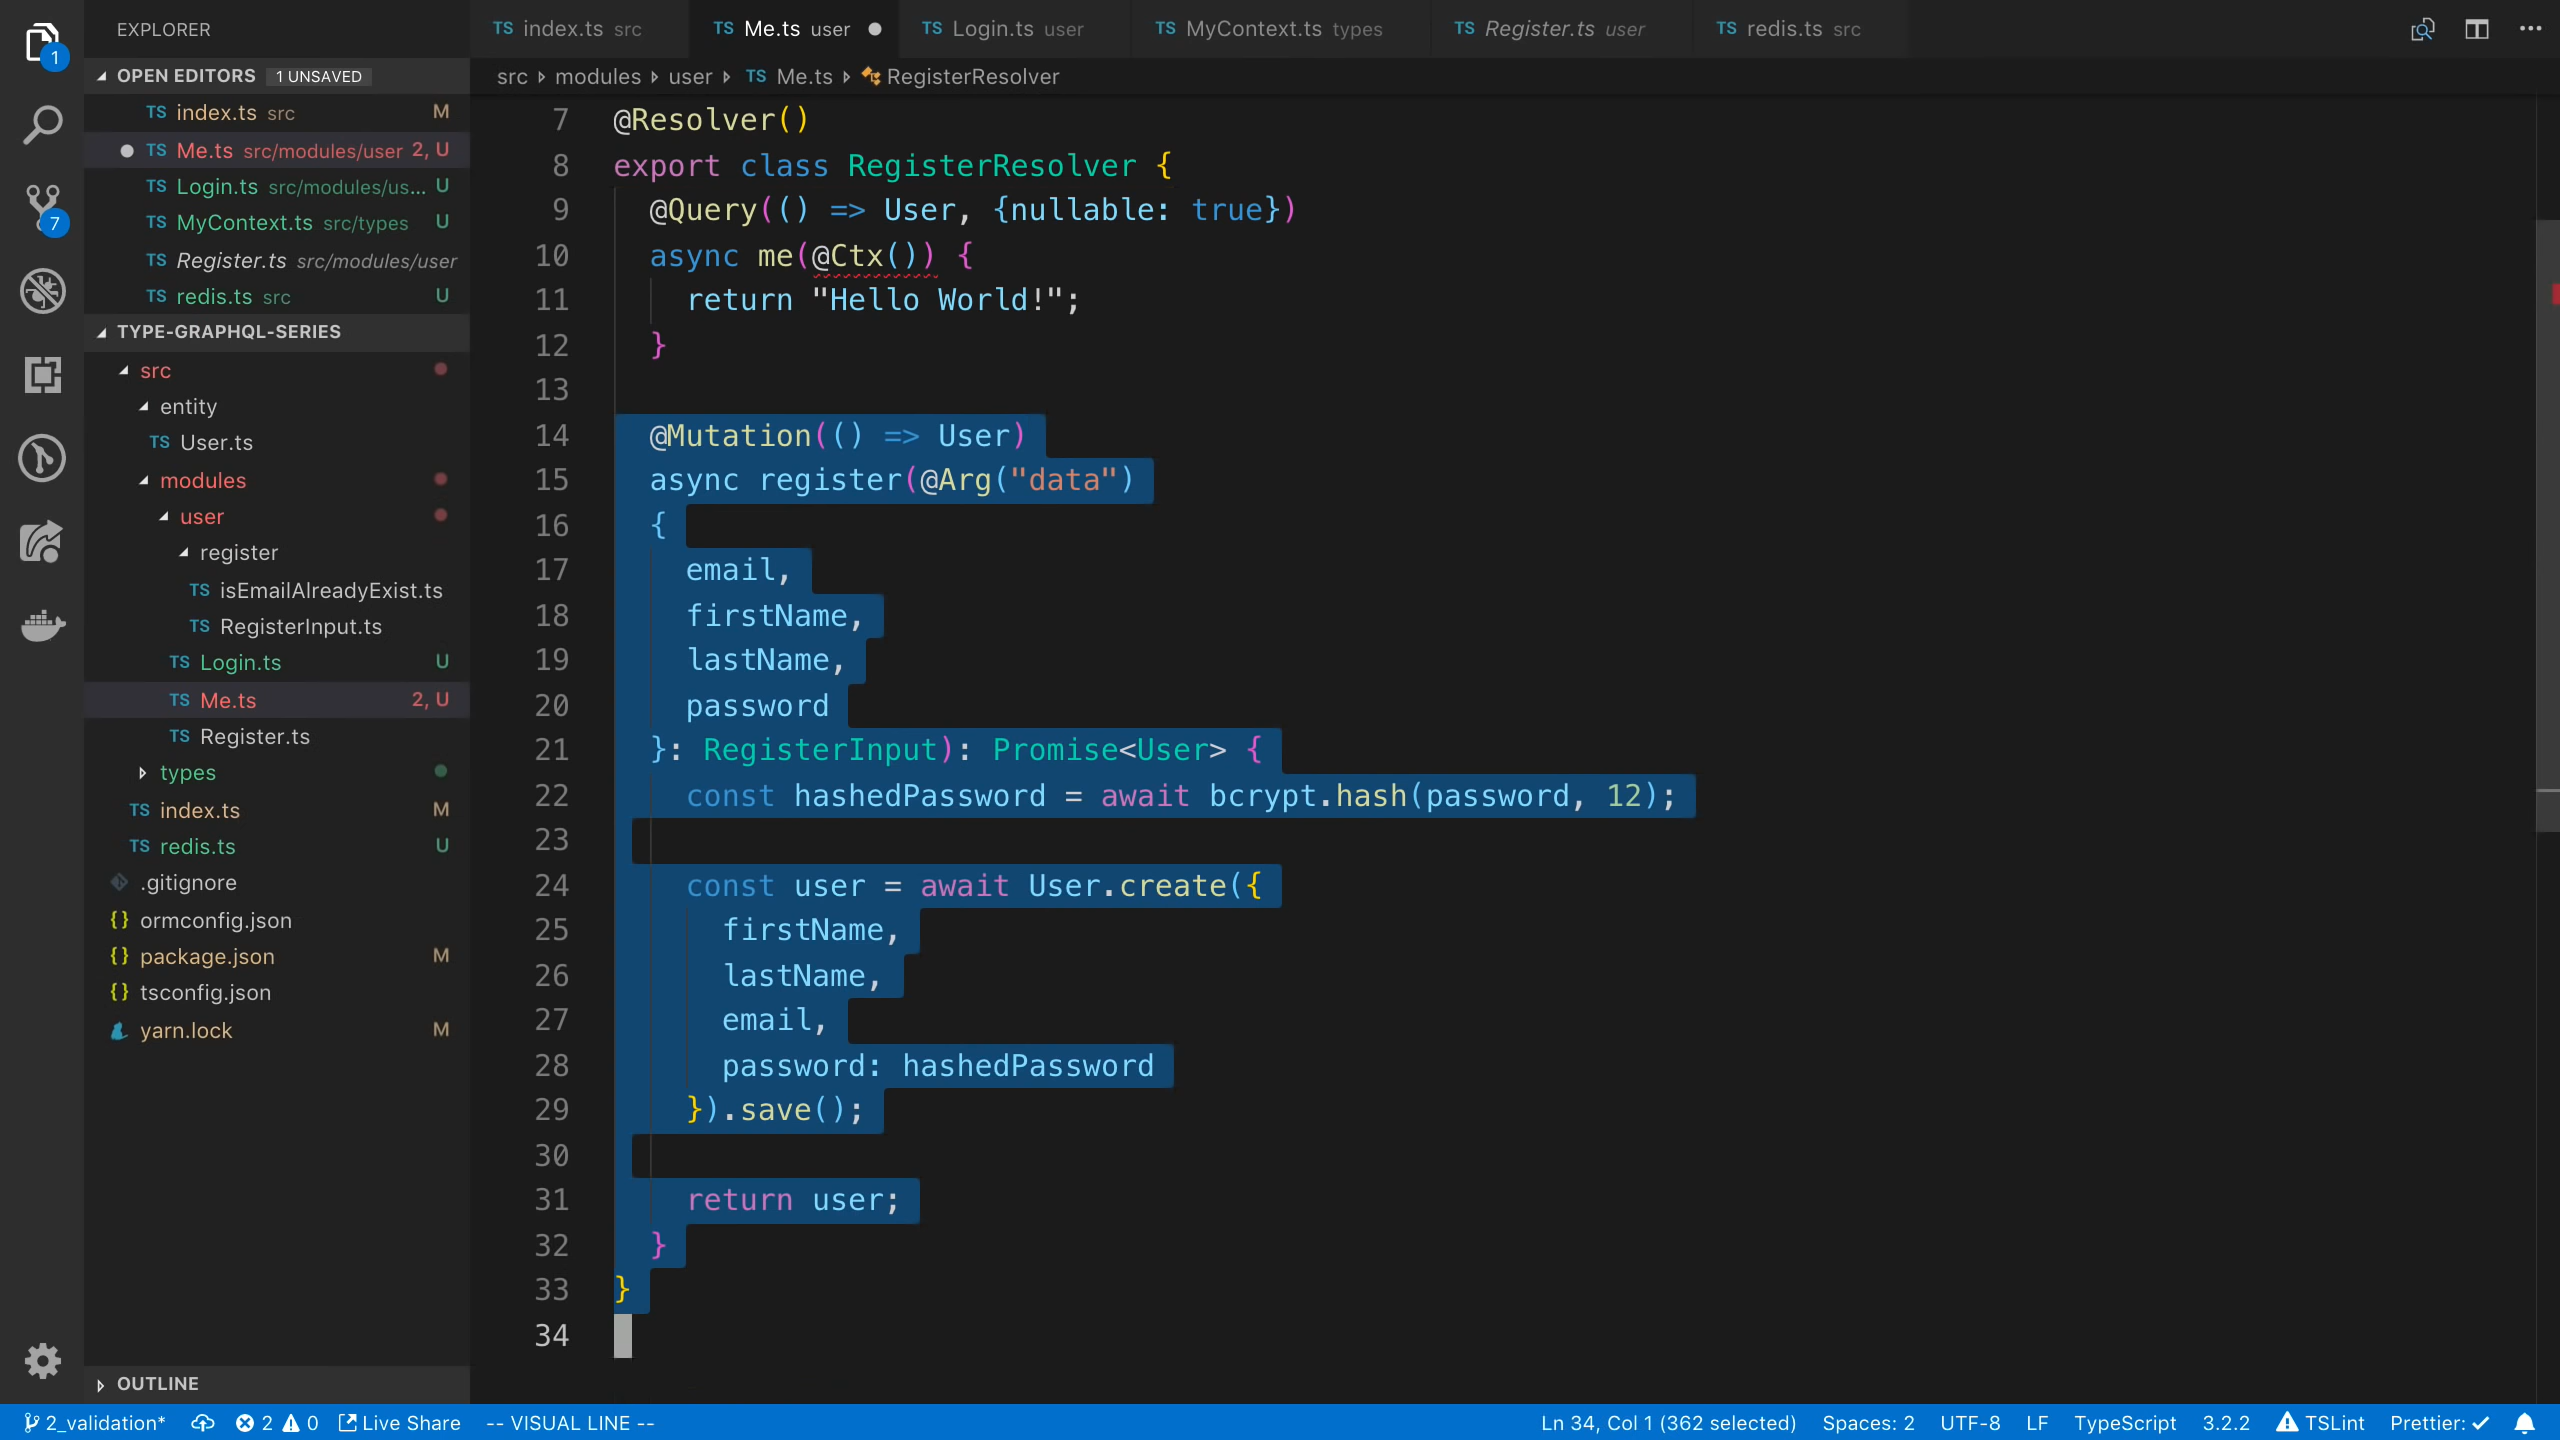 EXPLORER
TS index.ts src
TS Me.ts user
TS Login.ts user
TS MyContext.ts types
TS Register.ts user
TS redis.ts src
1
7
OPEN EDITORS 1 UNSAVED
TS index.ts src M
TS Me.ts src/modules/user 2, U
TS Login.ts src/modules/us... U
TS MyContext.ts src/types U
TS Register.ts src/modules/user
TS redis.ts src U
TYPE-GRAPHQL-SERIES
src
entity
TS User.ts
modules
user
register
TS isEmailAlreadyExist.ts
TS RegisterInput.ts
TS Login.ts U
TS Me.ts 2, U
TS Register.ts
types
TS index.ts M
TS redis.ts U
.gitignore
{} ormconfig.json
{} package.json M
{} tsconfig.json
yarn.lock M
OUTLINE
src modules user TS Me.ts RegisterResolver
7 @Resolver()
8 export class RegisterResolver {
9 @Query(() => User, {nullable: true})
10 async me(@Ctx()) {
11 return "Hello World!";
12 }
13
14 @Mutation(() => User)
15 async register(@Arg("data")
16 {
17 email,
18 firstName,
19 lastName,
20 password
21 }: RegisterInput): Promise<User> {
22 const hashedPassword = await bcrypt.hash(password, 12);
23
24 const user = await User.create({
25 firstName,
26 lastName,
27 email,
28 password: hashedPassword
29 }).save();
30
31 return user;
32 }
33 }
34
2_validation* 2 0 Live Share -- VISUAL LINE -- Ln 34, Col 1 (362 selected) Spaces: 2 UTF-8 LF TypeScript 3.2.2 TSLint Prettier: ✓